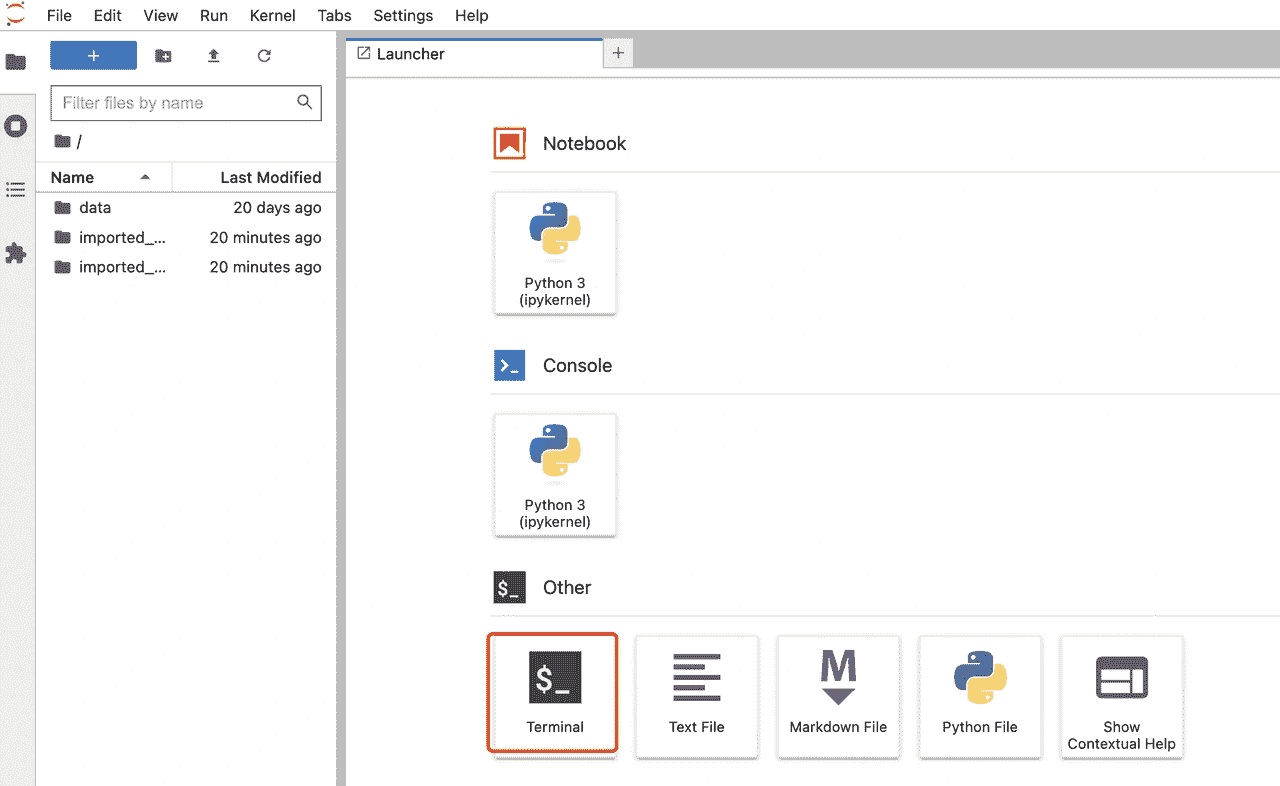 File Edit View Run Kernel Tabs Settings Help
+
Launcher
+
Filter files by name
/
Name Last Modified
data 20 days ago
imported_... 20 minutes ago
imported_... 20 minutes ago
Notebook
Python 3
(ipykernel)
>_ Console
Python 3
(ipykernel)
$_ Other
$_
Terminal
Text File
M
Markdown File
Python File
Show
Contextual Help